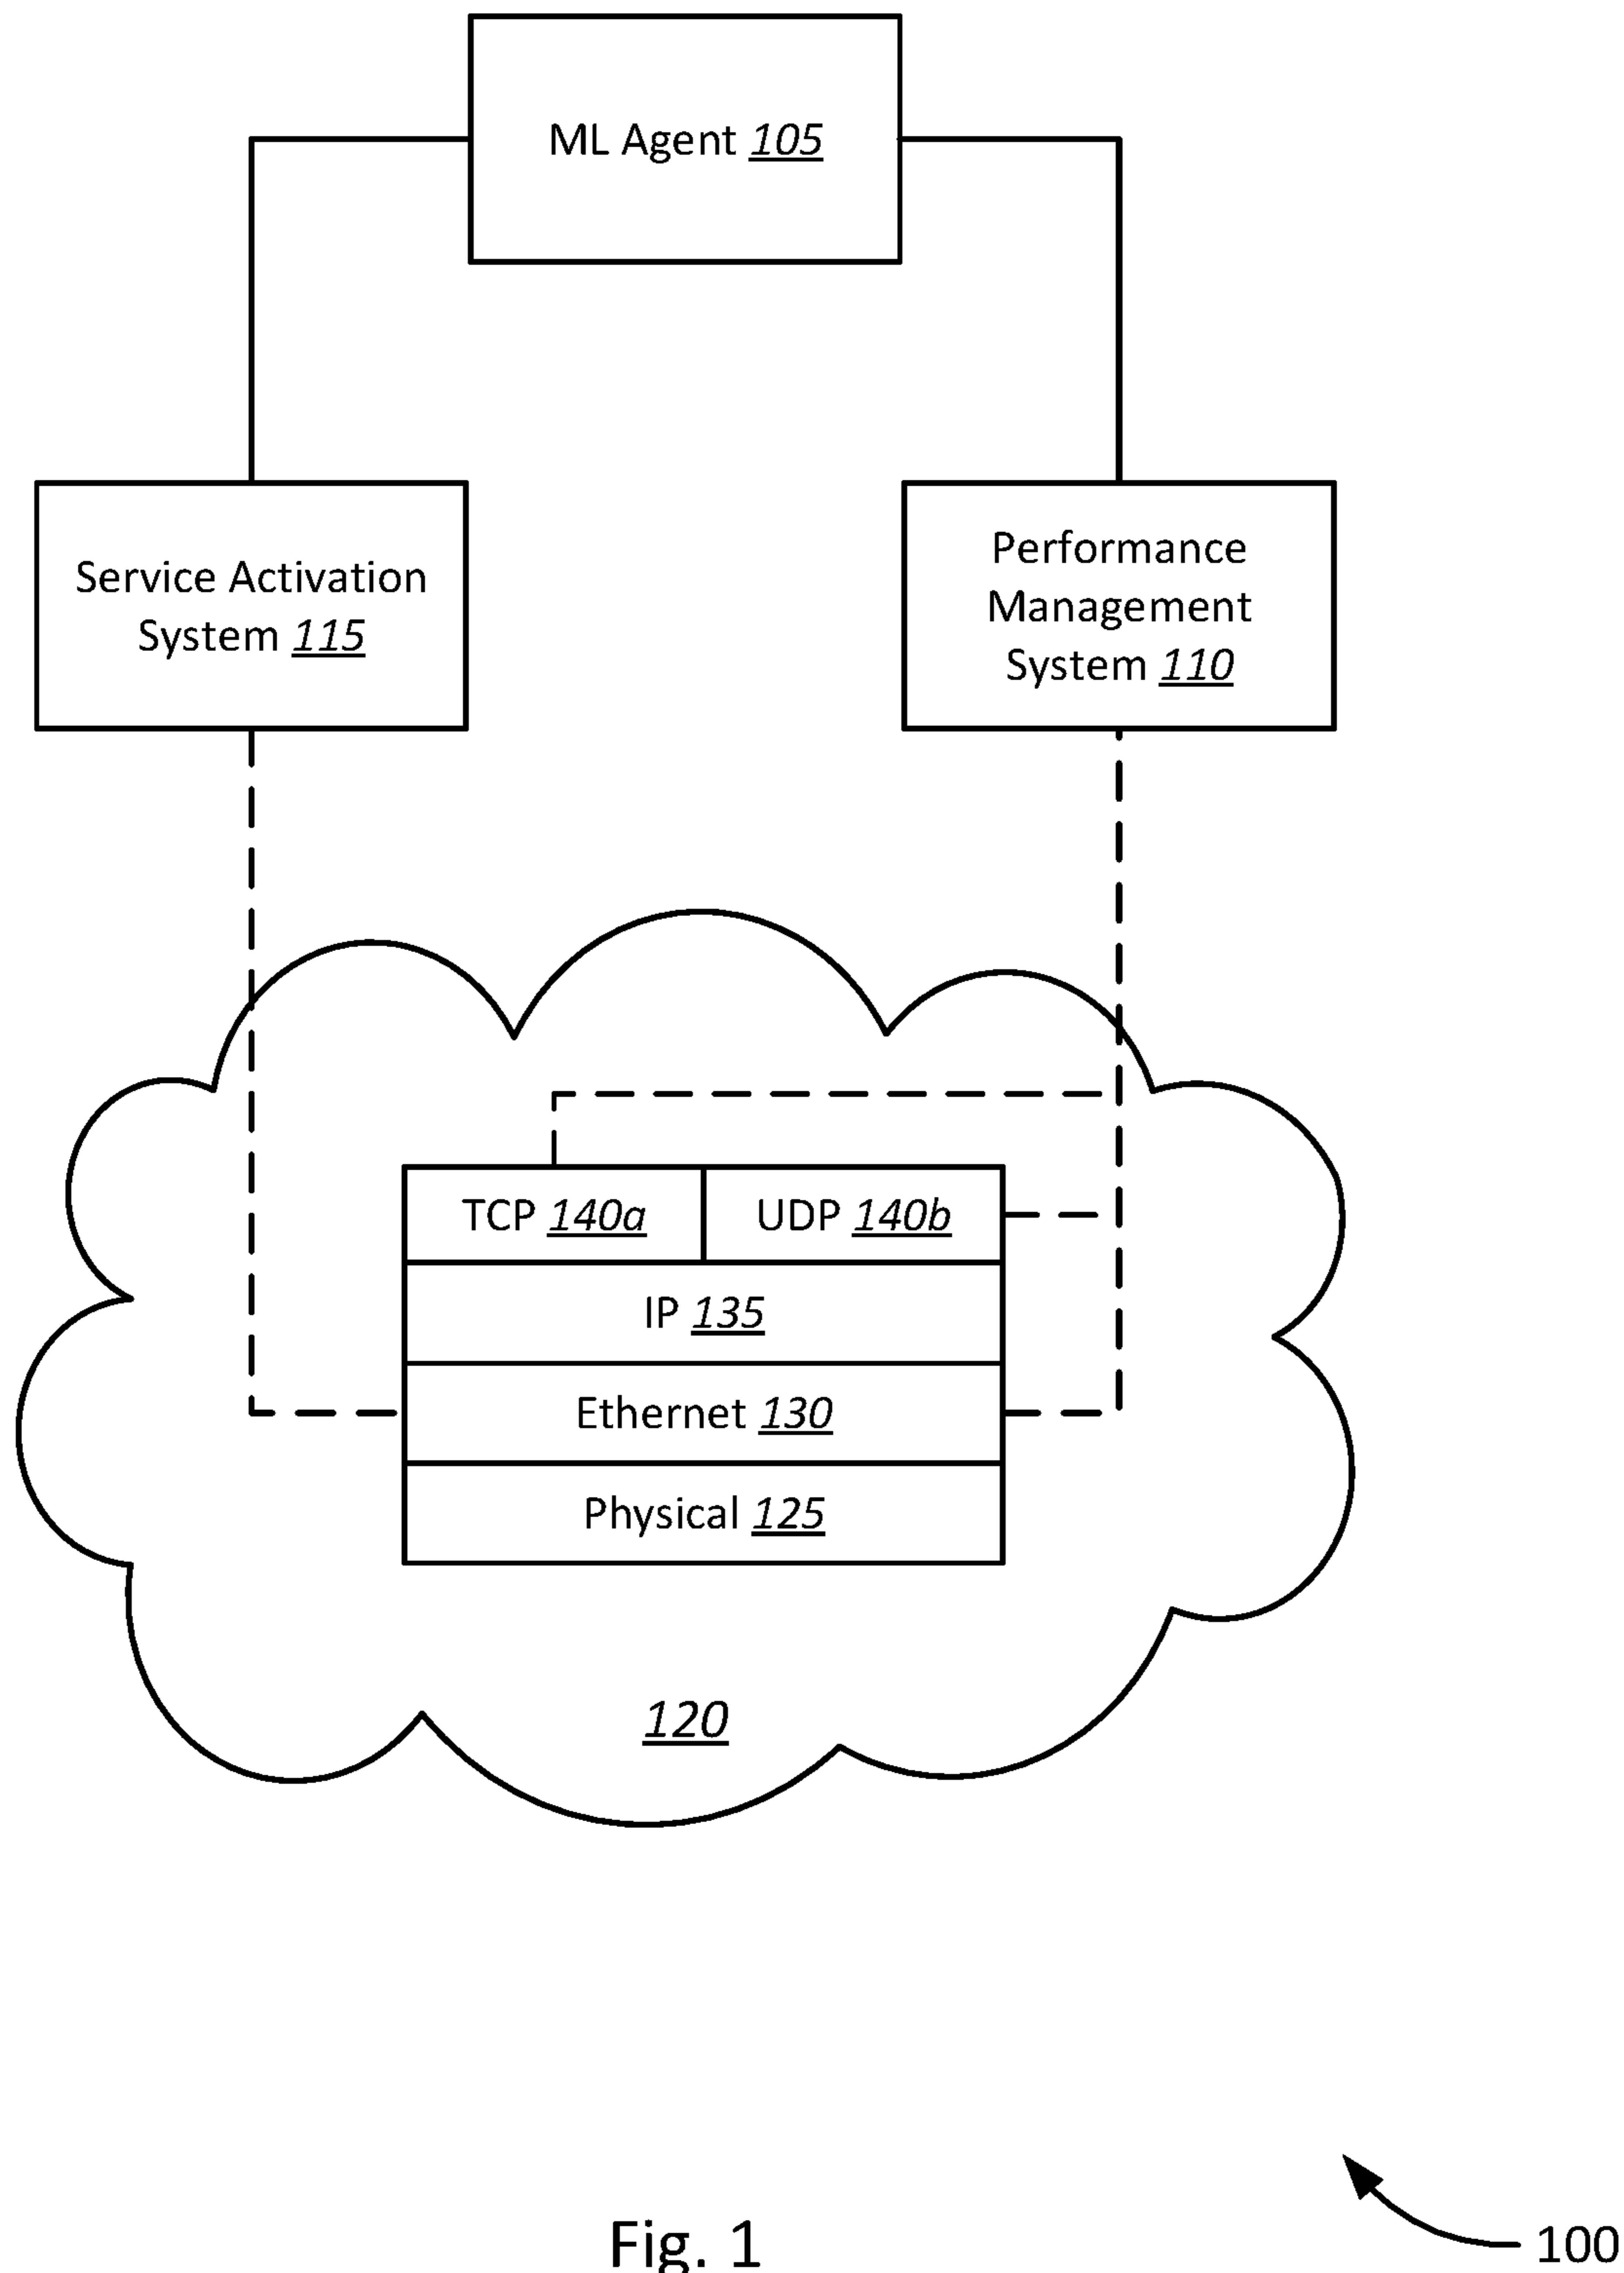 ML Agent 105
Service Activation
System 115
Performance
Management
System 110
TCP 140a
UDP 140b
IP 135
Ethernet 130
Physical 125
120
100
Fig. 1